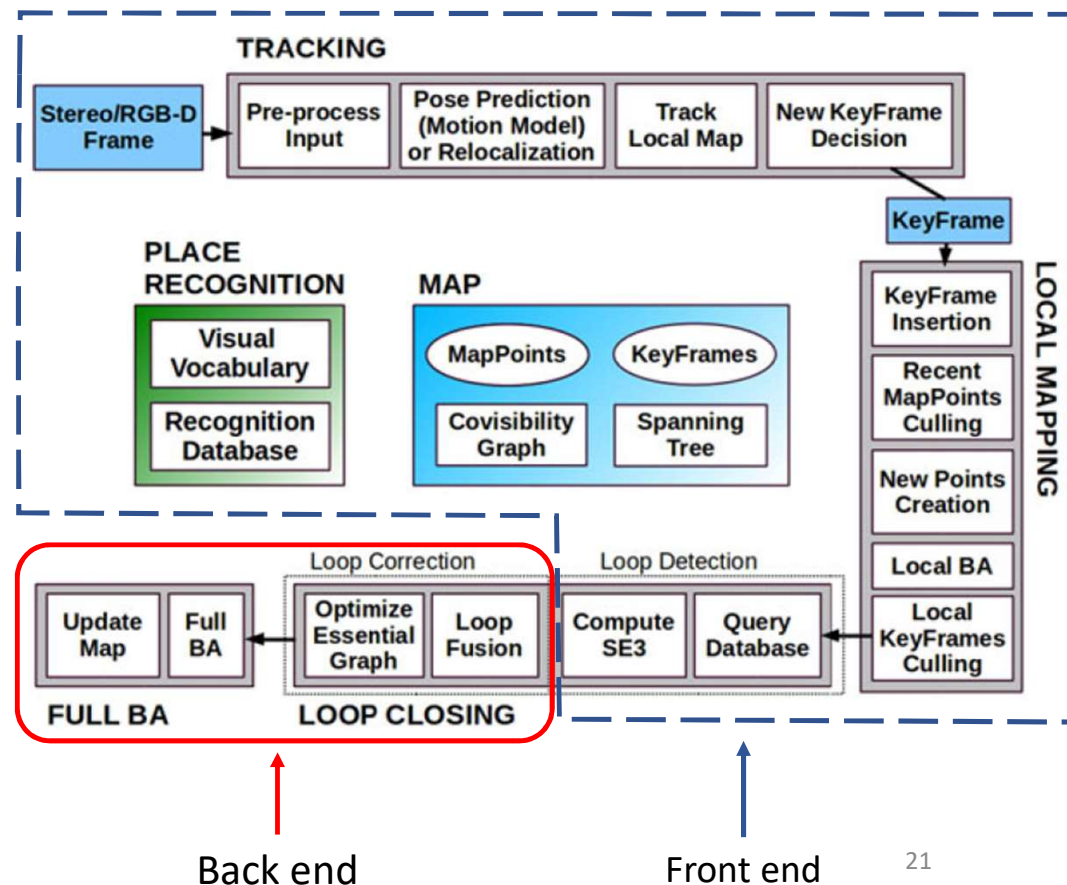 TRACKING
Stereo/RGB-D
Frame
Pre-process
Input
Pose Prediction
(Motion Model)
or Relocalization
Track
Local Map
New KeyFrame
Decision
KeyFrame
PLACE
RECOGNITION
Visual
Vocabulary
Recognition
Database
MAP
MapPoints
KeyFrames
Covisibility
Graph
Spanning
Tree
LOCAL MAPPING
KeyFrame
Insertion
Recent
MapPoints
Culling
New Points
Creation
Local BA
Local
KeyFrames
Culling
Loop Correction
Loop Detection
Update
Map
Full
BA
Optimize
Essential
Graph
Loop
Fusion
Compute
SE3
Query
Database
FULL BA
LOOP CLOSING
Back end
Front end
21